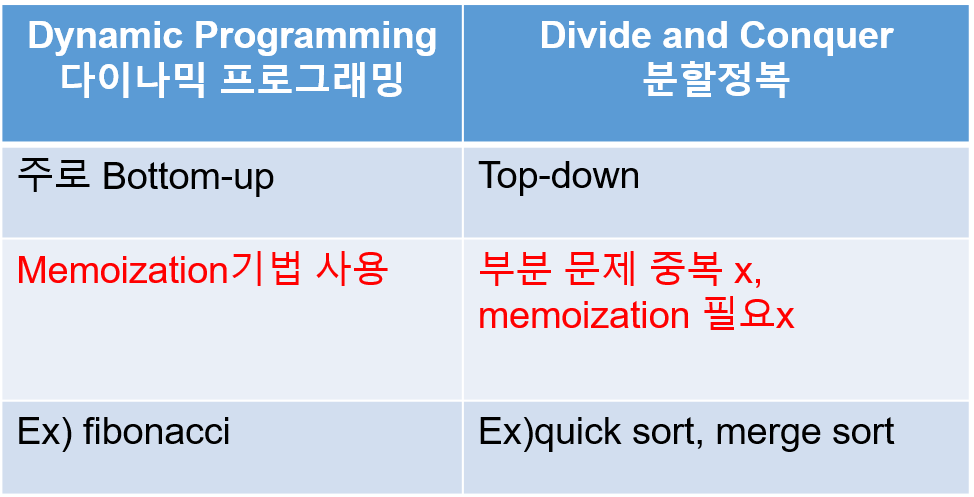 Dynamic Programming
다이나믹 프로그래밍
Divide and Conquer
분할정복
주로 Bottom-up
Top-down
Memoization기법 사용
부분 문제 중복 x,
memoization 필요x
Ex) fibonacci
Ex)quick sort, merge sort